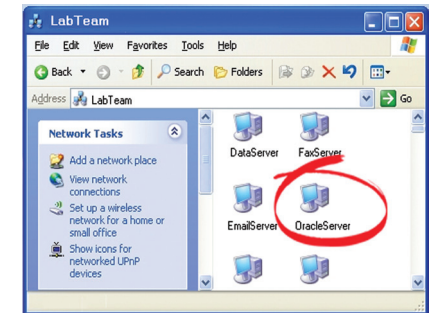 LabTeam
File Edit View Favorites Tools Help
Back Search Folders
Address LabTeam Go
Network Tasks
Add a network place
View network
connections
Set up a wireless
network for a home or
small office
Show icons for
networked UPnP
devices
DataServer FaxServer
EmailServer OracleServer